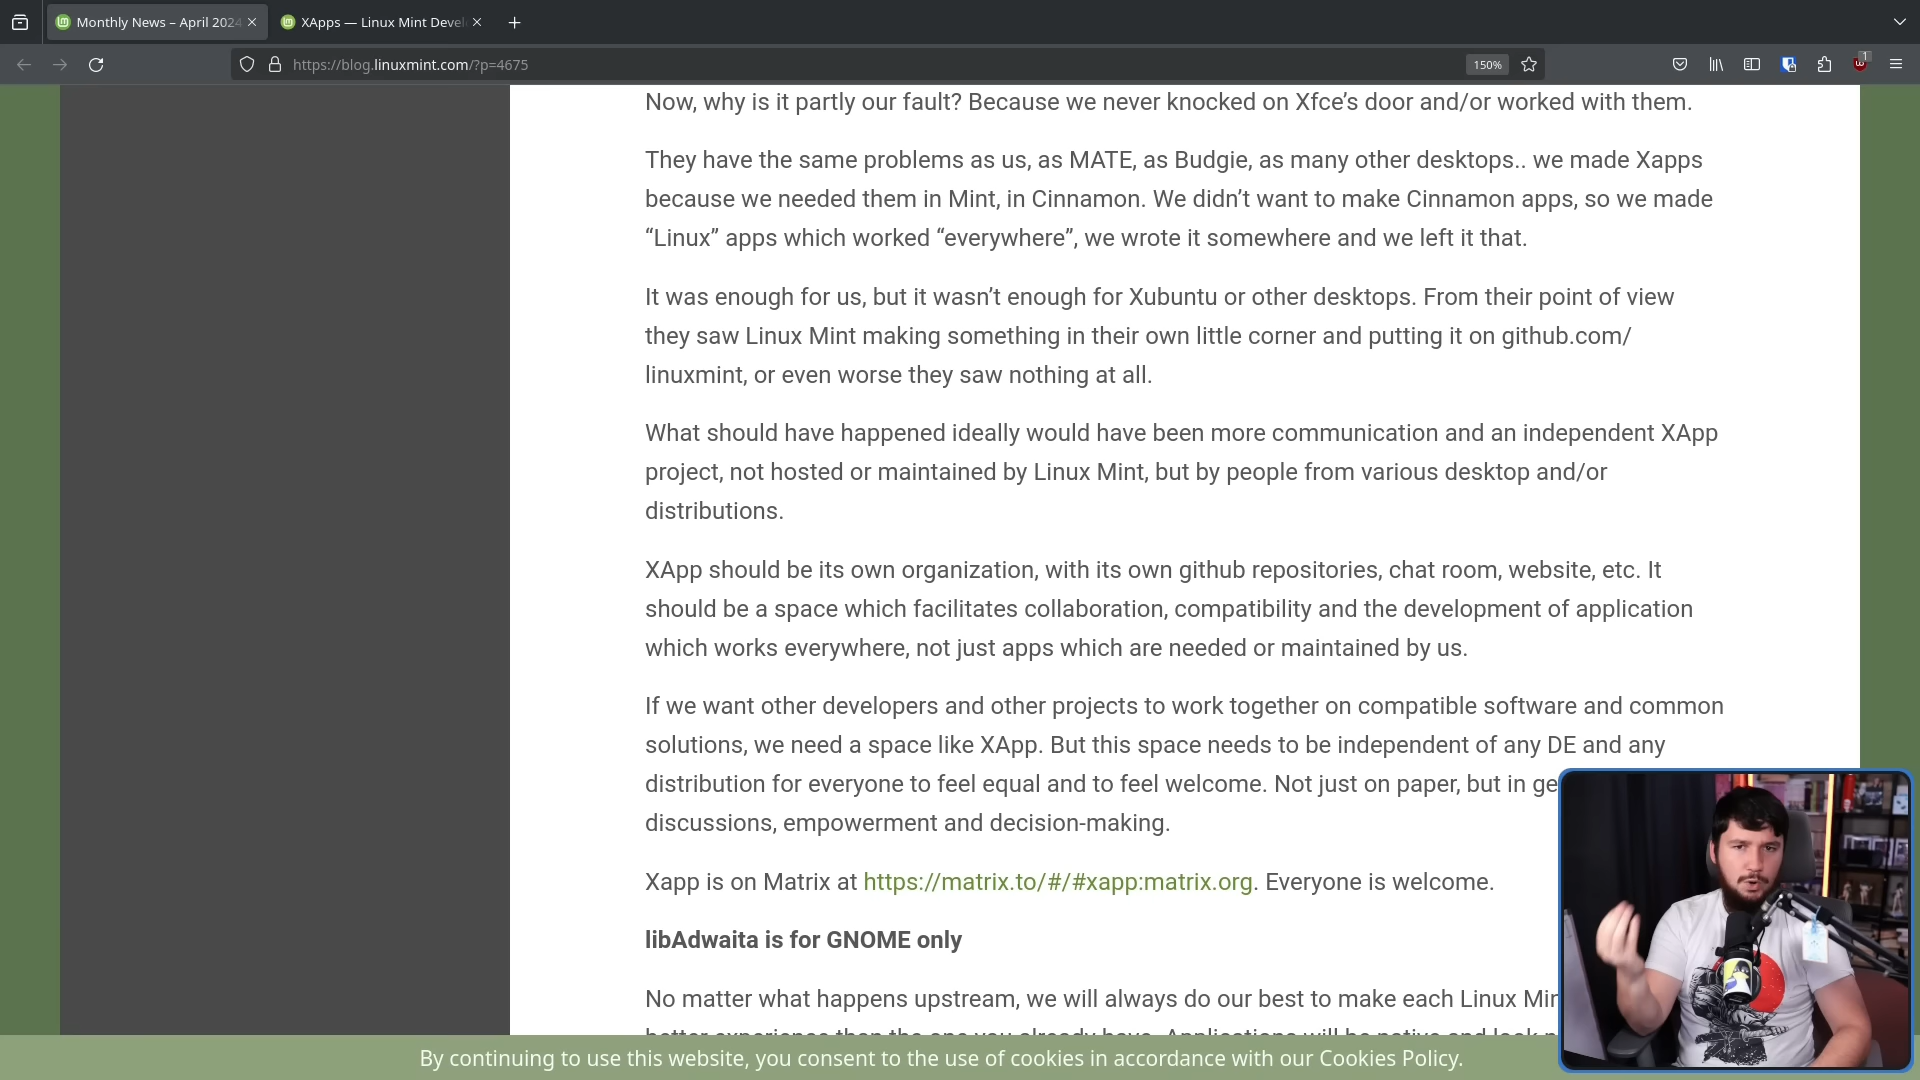 Monthly News – April 2024
XApps — Linux Mint Devel
https://blog.linuxmint.com/?p=4675
150%
1
Now, why is it partly our fault? Because we never knocked on Xfce’s door and/or worked with them.
They have the same problems as us, as MATE, as Budgie, as many other desktops.. we made Xapps
because we needed them in Mint, in Cinnamon. We didn’t want to make Cinnamon apps, so we made
“Linux” apps which worked “everywhere”, we wrote it somewhere and we left it that.
It was enough for us, but it wasn’t enough for Xubuntu or other desktops. From their point of view
they saw Linux Mint making something in their own little corner and putting it on github.com/
linuxmint, or even worse they saw nothing at all.
What should have happened ideally would have been more communication and an independent XApp
project, not hosted or maintained by Linux Mint, but by people from various desktop and/or
distributions.
XApp should be its own organization, with its own github repositories, chat room, website, etc. It
should be a space which facilitates collaboration, compatibility and the development of application
which works everywhere, not just apps which are needed or maintained by us.
If we want other developers and other projects to work together on compatible software and common
solutions, we need a space like XApp. But this space needs to be independent of any DE and any
distribution for everyone to feel equal and to feel welcome. Not just on paper, but in ge
discussions, empowerment and decision-making.
Xapp is on Matrix at https://matrix.to/#/#xapp:matrix.org. Everyone is welcome.
libAdwaita is for GNOME only
No matter what happens upstream, we will always do our best to make each Linux Min
By continuing to use this website, you consent to the use of cookies in accordance with our Cookies Policy.